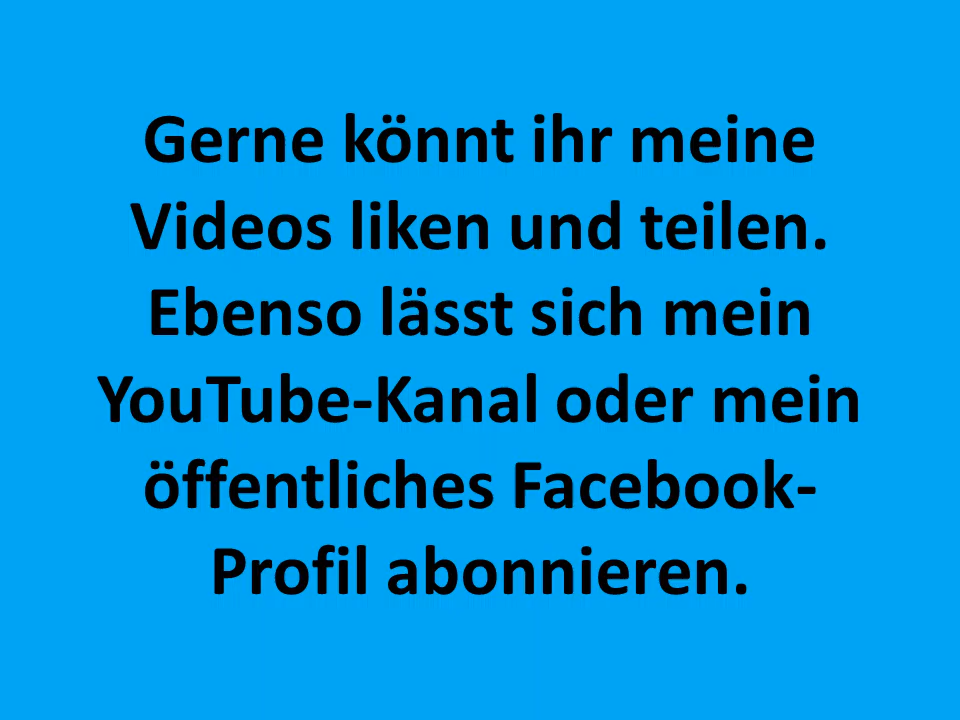 Gerne könnt ihr meine
Videos liken und teilen.
Ebenso lässt sich mein
YouTube-Kanal oder mein
öffentliches Facebook-
Profil abonnieren.